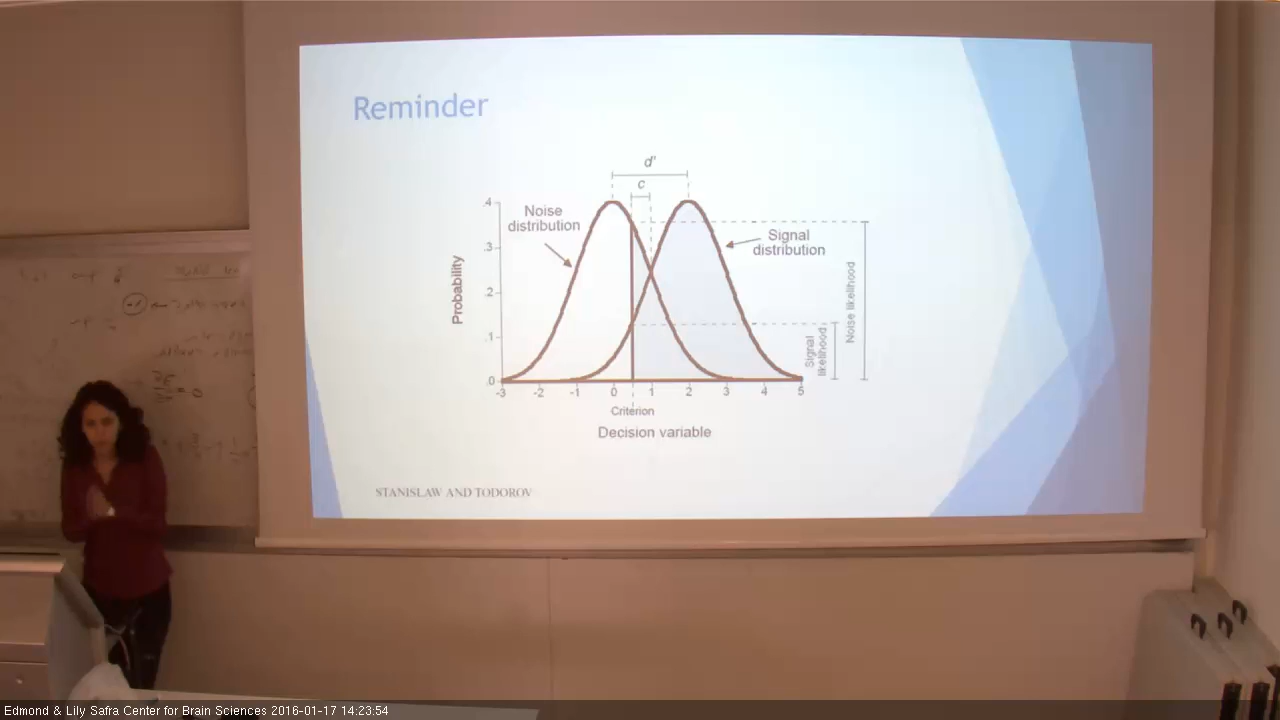 Reminder
d'
c
Noise
distribution
Signal
distribution
Probability
.4
.3
.2
.1
.0
-3 -2 -1 0 1 2 3 4 5
Criterion
Decision variable
Signal
likelihood
Noise likelihood
STANISLAW AND TODOROV
Edmond & Lily Safra Center for Brain Sciences 2016-01-17 14:23:54